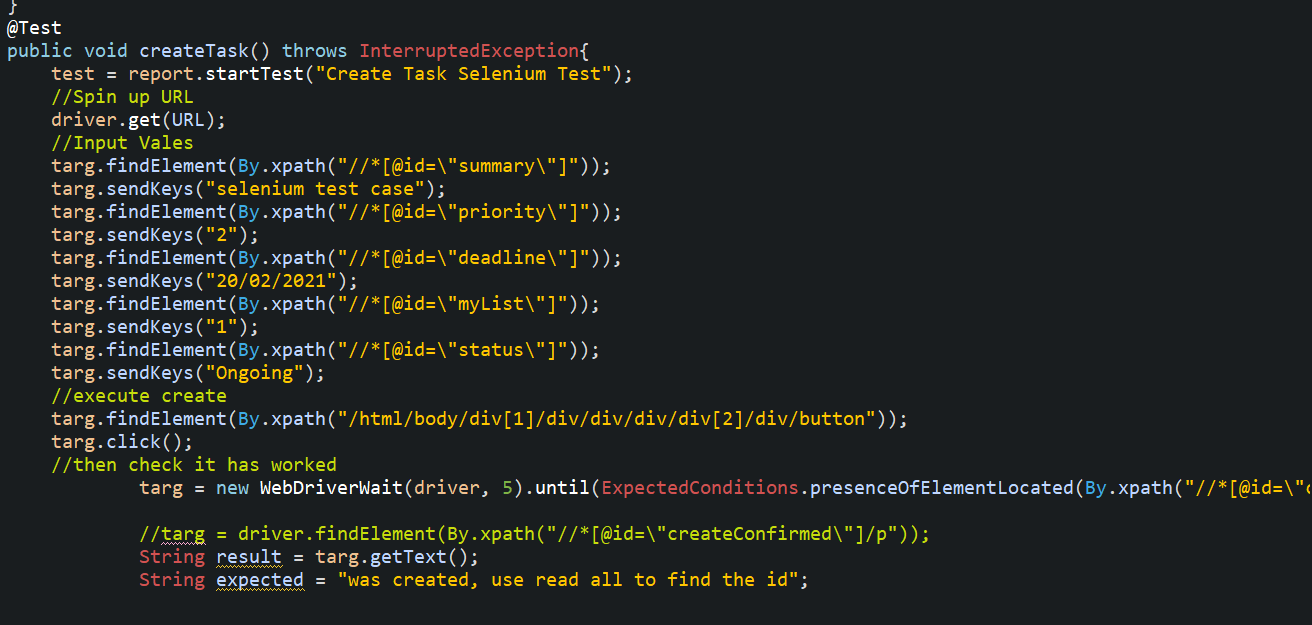 }
@Test
public void createTask() throws InterruptedException{
    test = report.startTest("Create Task Selenium Test");
    //Spin up URL
    driver.get(URL);
    //Input Vales
    targ.findElement(By.xpath("//*[@id=\"summary\"]"));
    targ.sendKeys("selenium test case");
    targ.findElement(By.xpath("//*[@id=\"priority\"]"));
    targ.sendKeys("2");
    targ.findElement(By.xpath("//*[@id=\"deadline\"]"));
    targ.sendKeys("20/02/2021");
    targ.findElement(By.xpath("//*[@id=\"myList\"]"));
    targ.sendKeys("1");
    targ.findElement(By.xpath("//*[@id=\"status\"]"));
    targ.sendKeys("Ongoing");
    //execute create
    targ.findElement(By.xpath("/html/body/div[1]/div/div/div/div[2]/div/button"));
    targ.click();
    //then check it has worked
            targ = new WebDriverWait(driver, 5).until(ExpectedConditions.presenceOfElementLocated(By.xpath("//*[@id=\"
            //targ = driver.findElement(By.xpath("//*[@id=\"createConfirmed\"]/p"));
            String result = targ.getText();
            String expected = "was created, use read all to find the id";